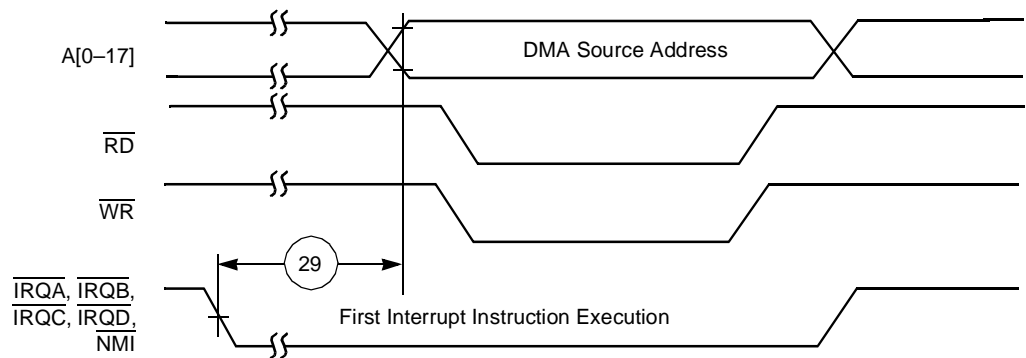 A[0–17]
DMA Source Address
RD
WR
29
IRQA, IRQB,
IRQC, IRQD,
NMI
First Interrupt Instruction Execution